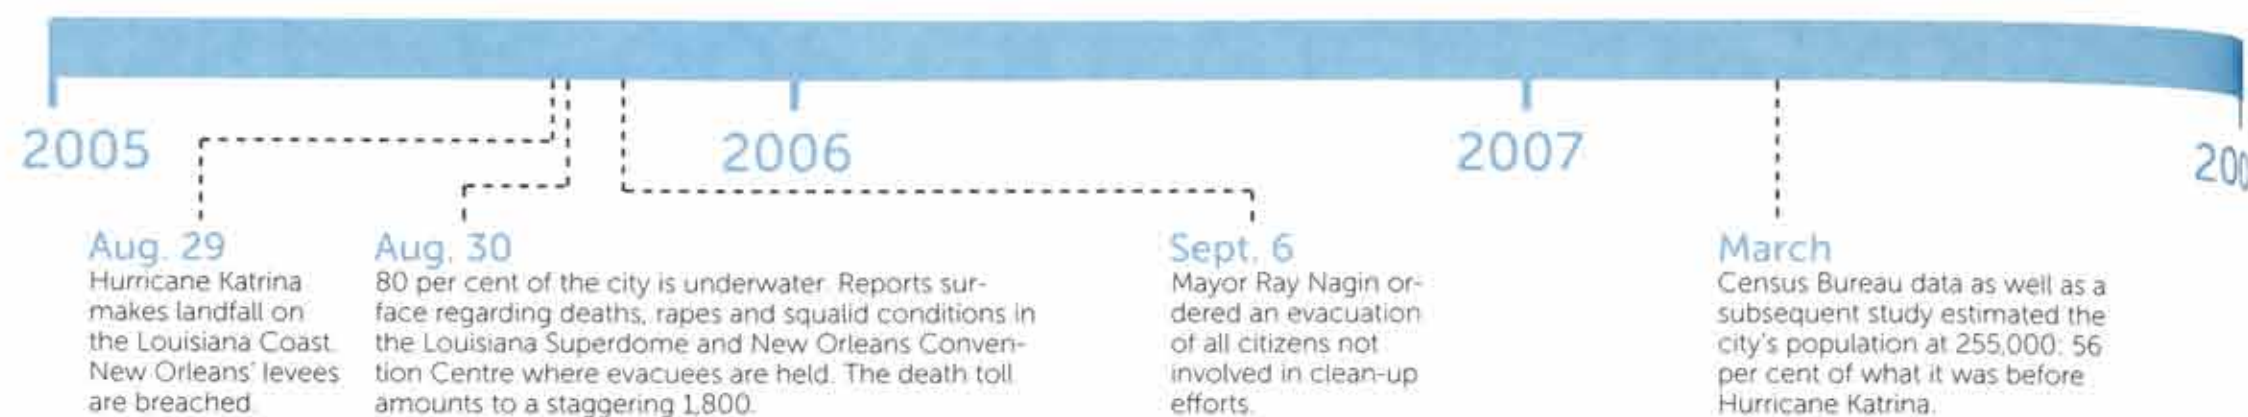 2005
2006
2007
200
Aug. 29
Hurricane Katrina
makes landfall on
the Louisiana Coast.
New Orleans' levees
are breached.
Aug. 30
80 per cent of the city is underwater. Reports sur-
face regarding deaths, rapes and squalid conditions in
the Louisiana Superdome and New Orleans Conven-
tion Centre where evacuees are held. The death toll
amounts to a staggering 1,800.
Sept. 6
Mayor Ray Nagin or-
dered an evacuation
of all citizens not
involved in clean-up
efforts.
March
Census Bureau data as well as a
subsequent study estimated the
city's population at 255,000: 56
per cent of what it was before
Hurricane Katrina.